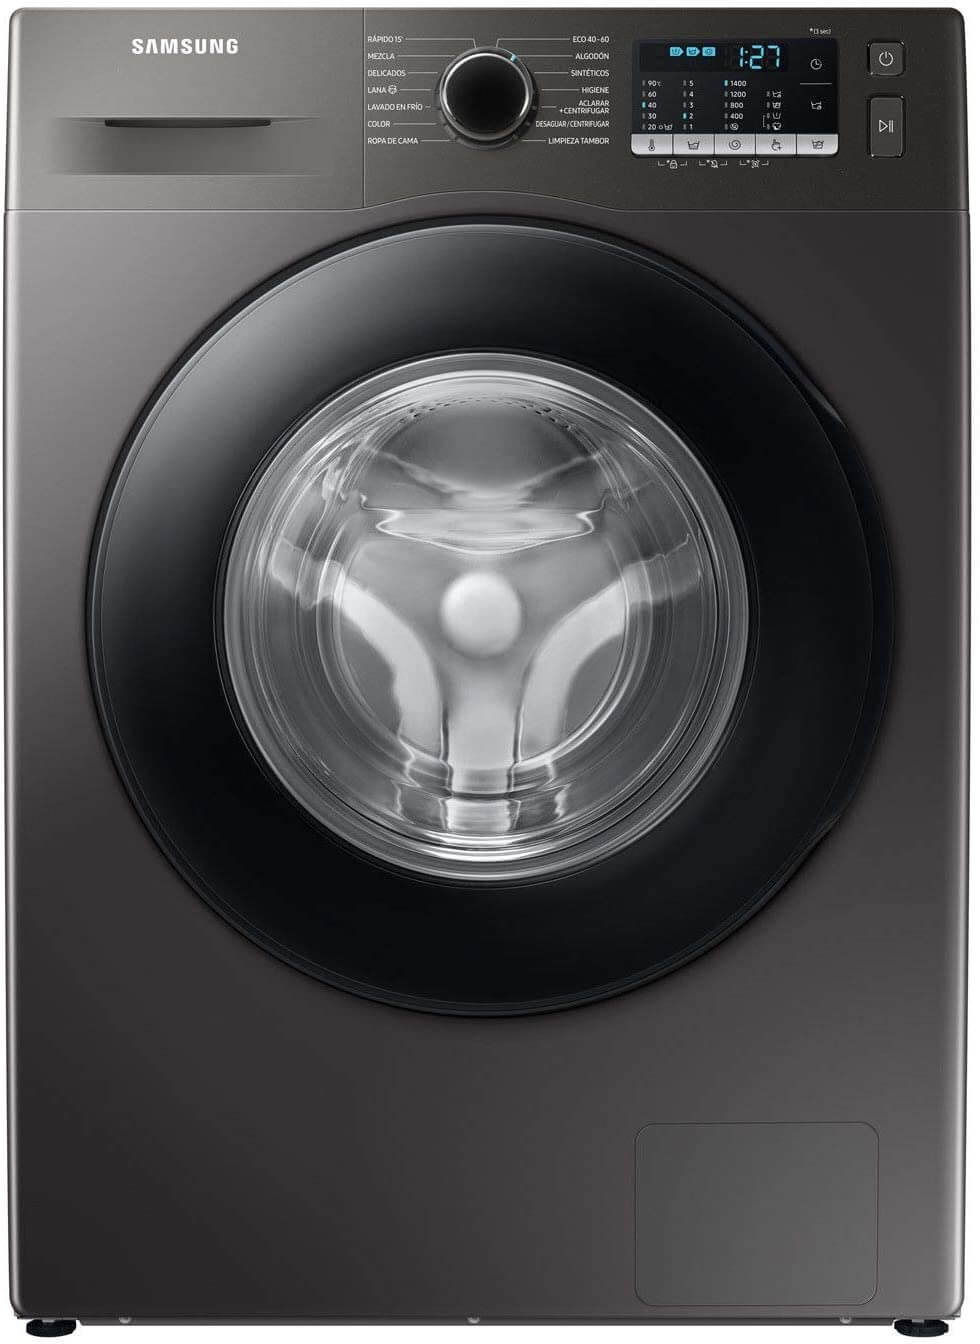 SAMSUNG
RÁPIDO 15'
MEZCLA
DELICADOS
LANA
LAVADO EN FRÍO
COLOR
ROPA DE CAMA
ECO 40-60
ALGODÓN
SINTÉTICOS
HIGIENE
ACLARAR
+CENTRIFUGAR
DESAGUAR/CENTRIFUGAR
LIMPIEZA TAMBOR
*(3 sec)
1:27
90°C 5 1400
60 4 1200
40 3 800
30 2 400
20 1